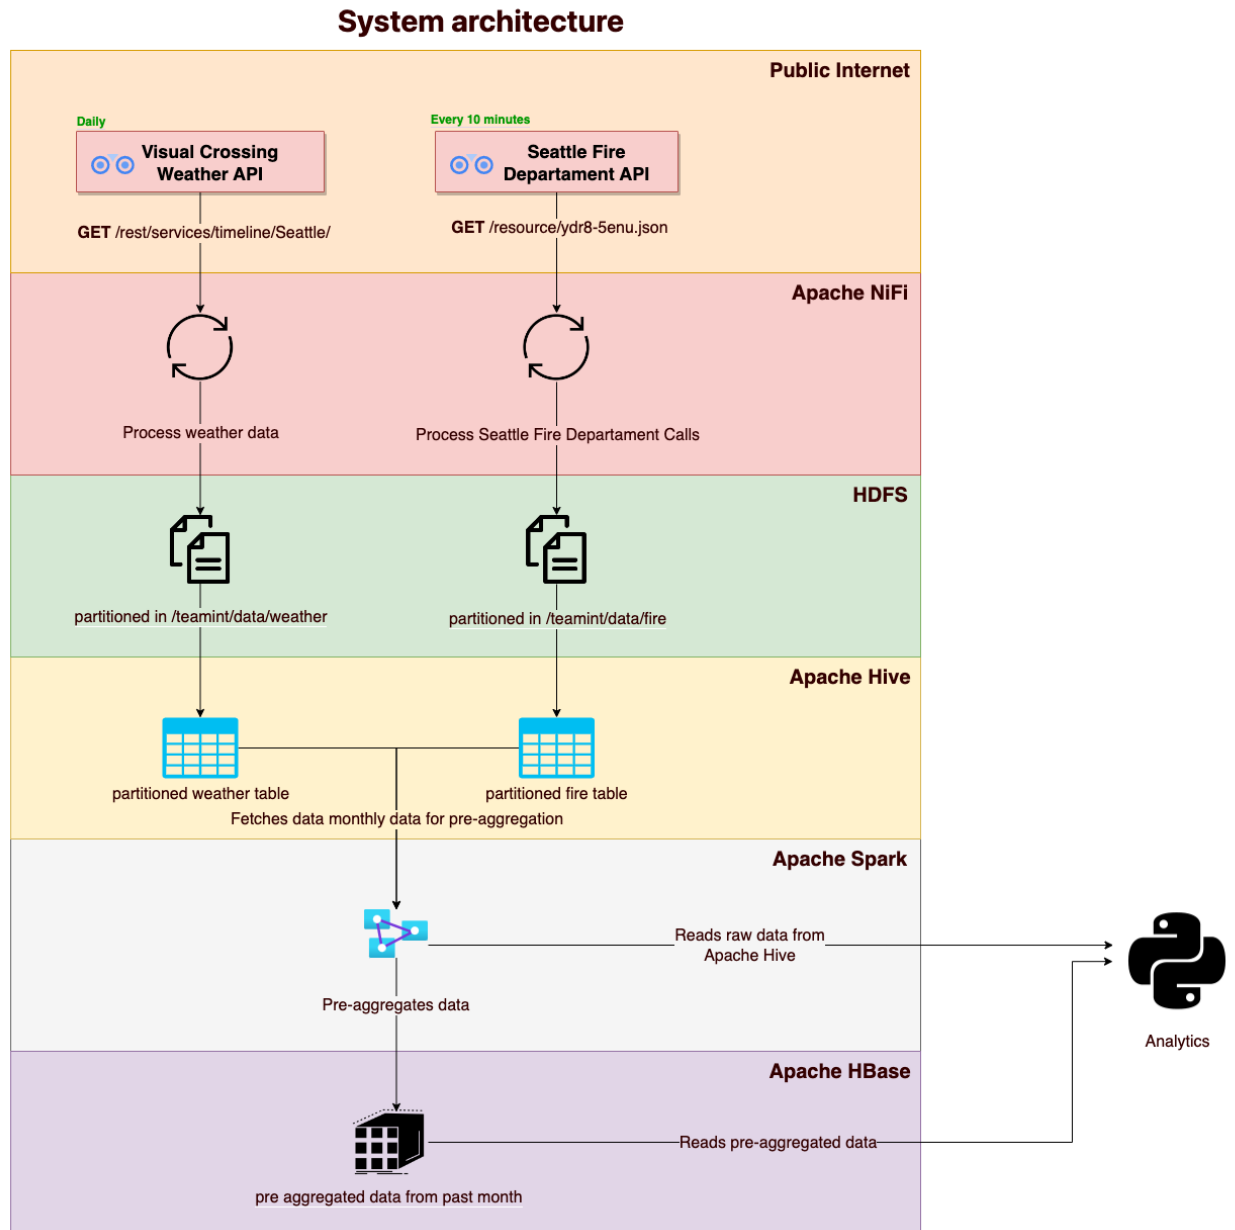 System architecture
Public Internet
Daily
Every 10 minutes
Visual Crossing
Weather API
Seattle Fire
Departament API
GET /rest/services/timeline/Seattle/
GET /resource/ydr8-5enu.json
Apache NiFi
Process weather data
Process Seattle Fire Departament Calls
HDFS
partitioned in /teamint/data/weather
partitioned in /teamint/data/fire
Apache Hive
partitioned weather table
partitioned fire table
Fetches data monthly data for pre-aggregation
Apache Spark
Reads raw data from
Apache Hive
Pre-aggregates data
Analytics
Apache HBase
Reads pre-aggregated data
pre aggregated data from past month